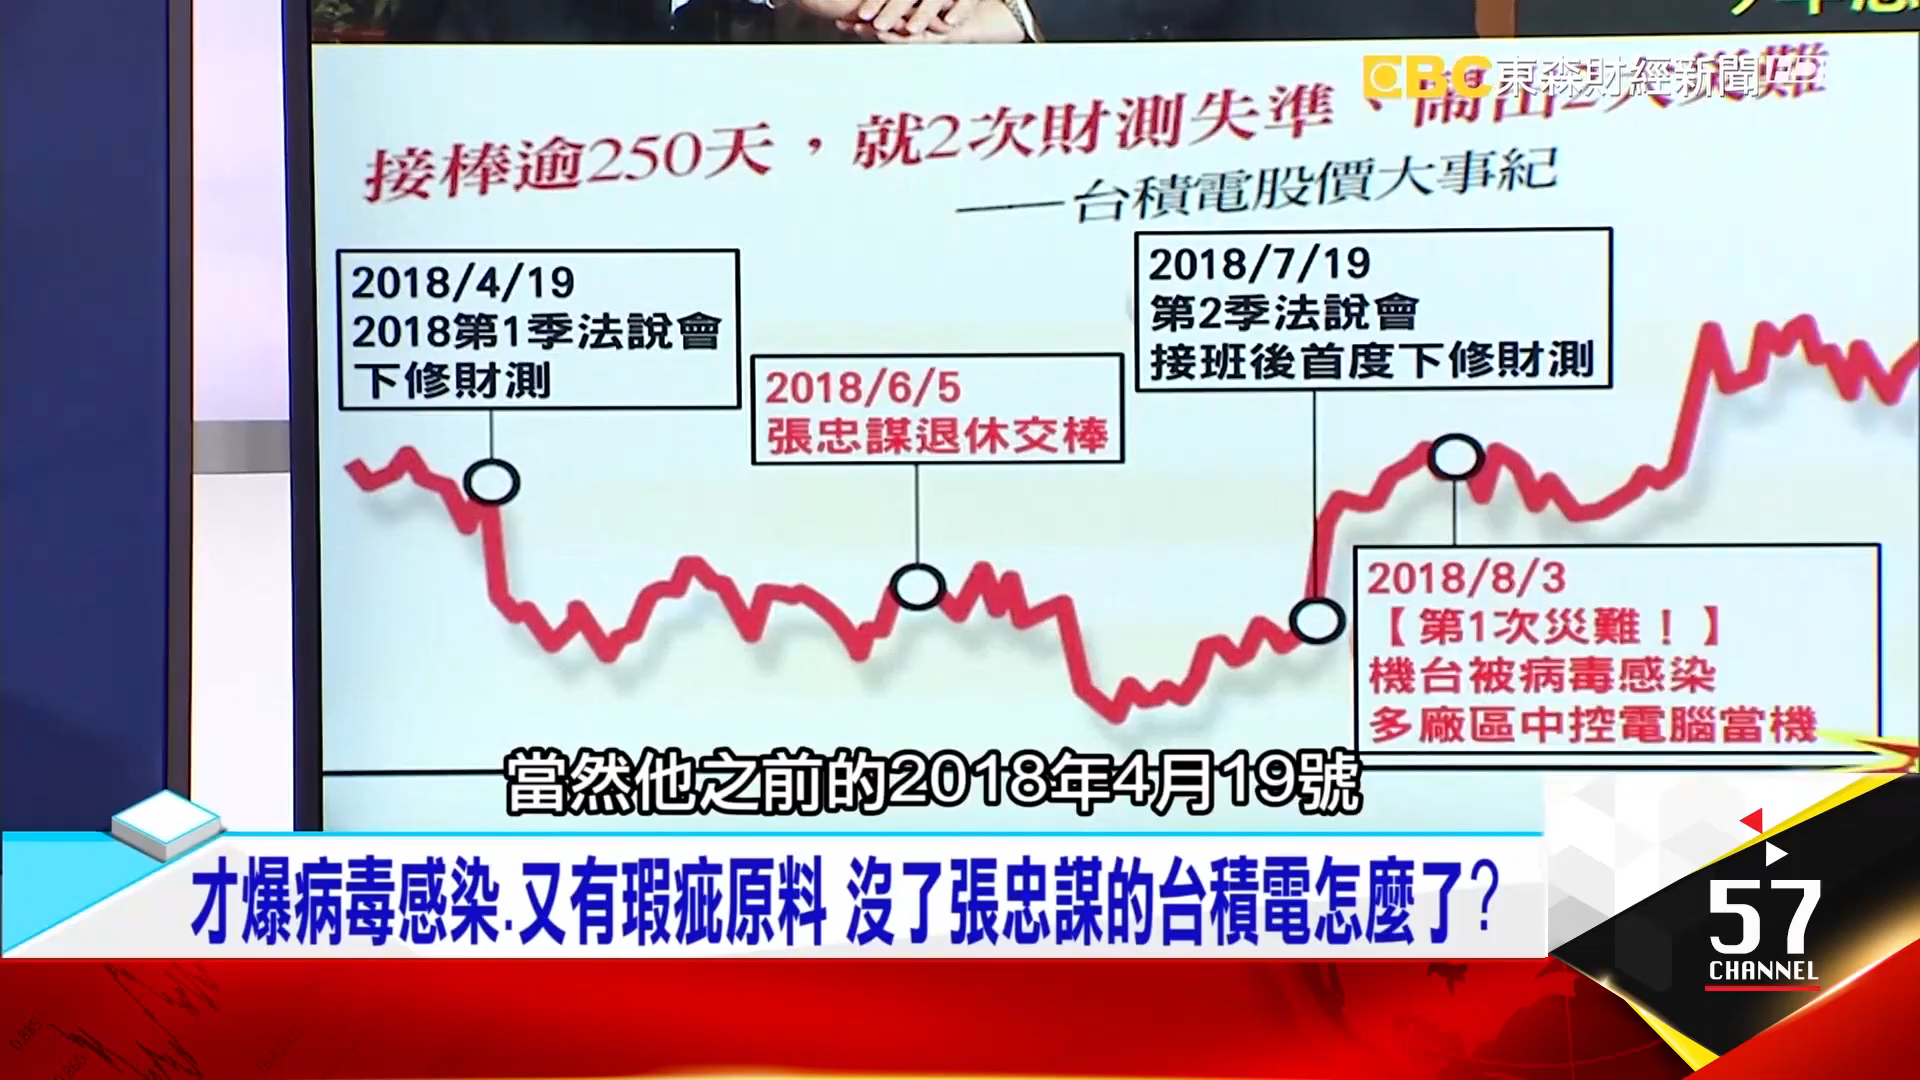 EBC東森財經新聞
接棒逾250天，就2次財測失準、鬧出2大災難
——台積電股價大事紀
2018/4/19
2018第1季法說會
下修財測
2018/6/5
張忠謀退休交棒
2018/7/19
第2季法說會
接班後首度下修財測
2018/8/3
【第1次災難！】
機台被病毒感染
多廠區中控電腦當機
當然他之前的2018年4月19號
才爆病毒感染.又有瑕疵原料 沒了張忠謀的台積電怎麼了?
57
CHANNEL